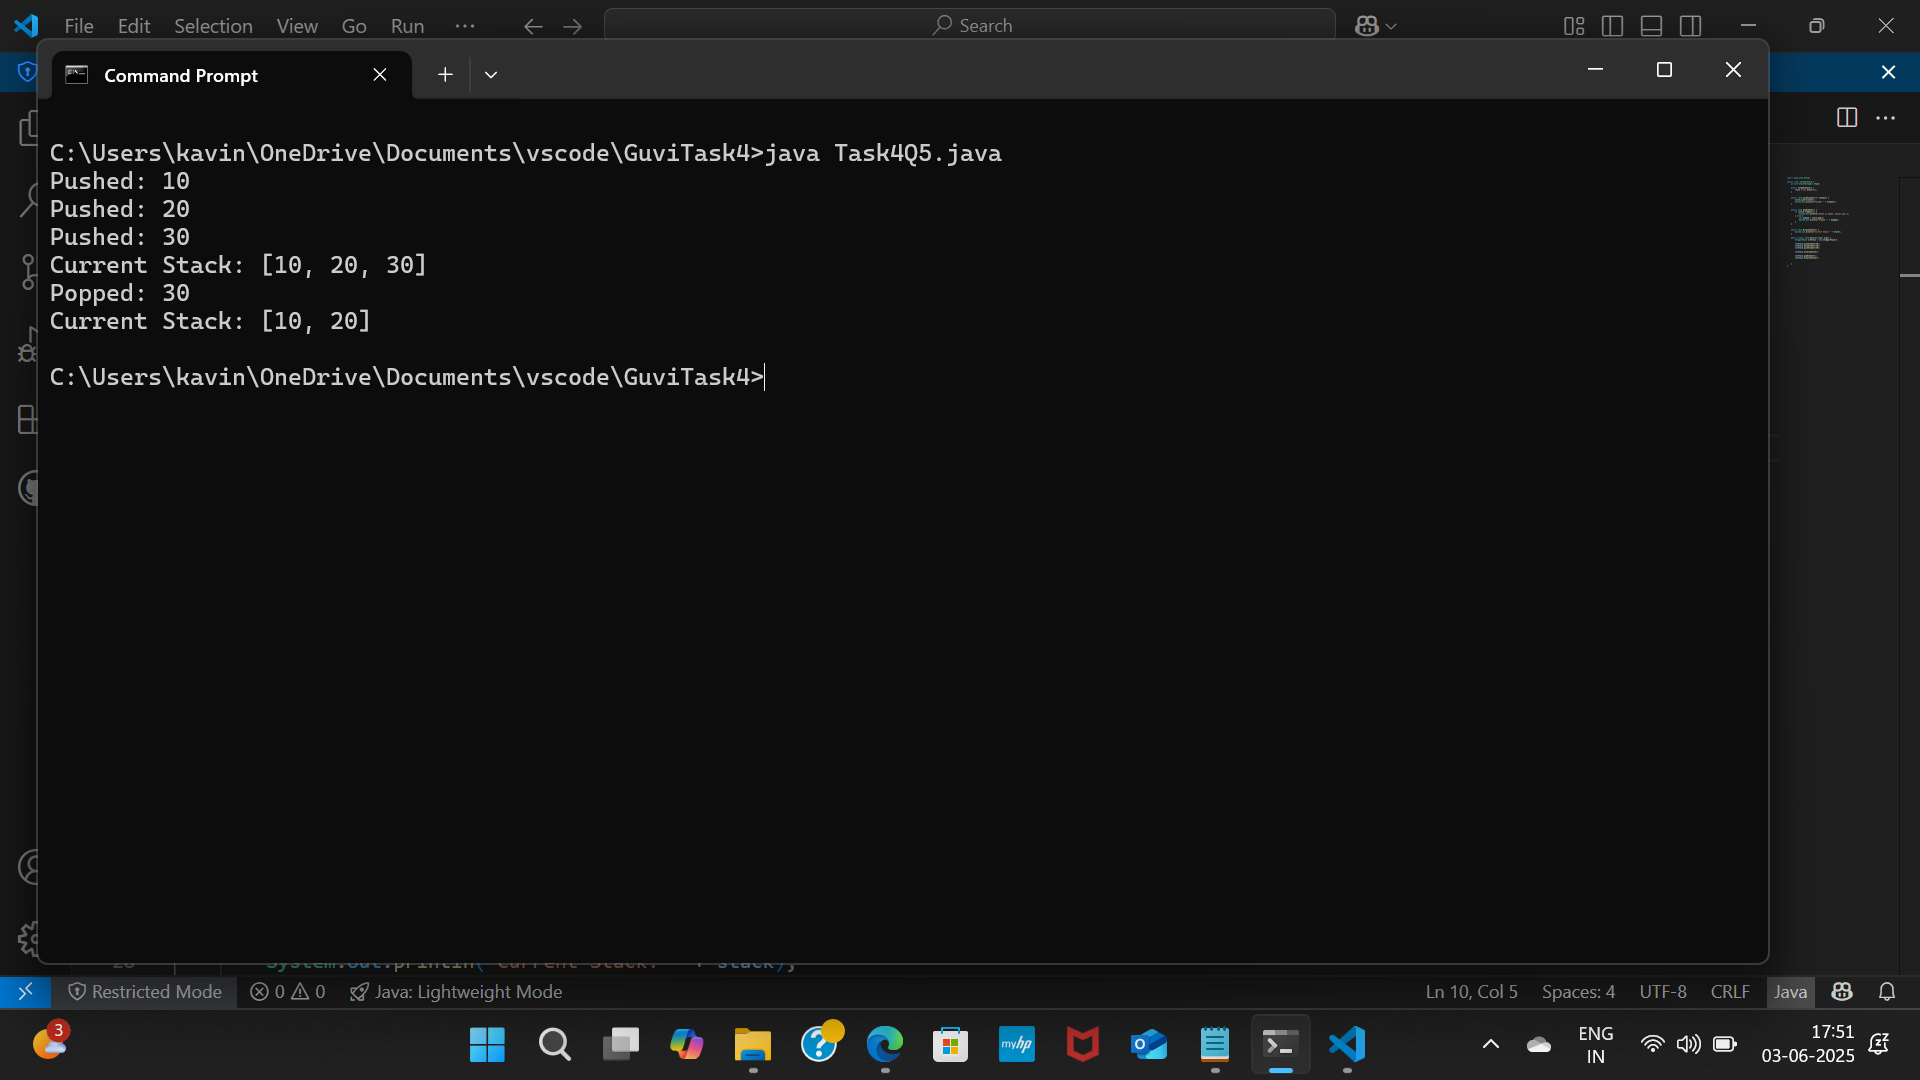 File Edit Selection View Go Run ··· Search
Command Prompt
C:\Users\kavin\OneDrive\Documents\vscode\GuviTask4>java Task4Q5.java
Pushed: 10
Pushed: 20
Pushed: 30
Current Stack: [10, 20, 30]
Popped: 30
Current Stack: [10, 20]
C:\Users\kavin\OneDrive\Documents\vscode\GuviTask4>
Restricted Mode 0 0 Java: Lightweight Mode Ln 10, Col 5 Spaces: 4 UTF-8 CRLF Java
3
myhp
ENG
IN
17:51
03-06-2025